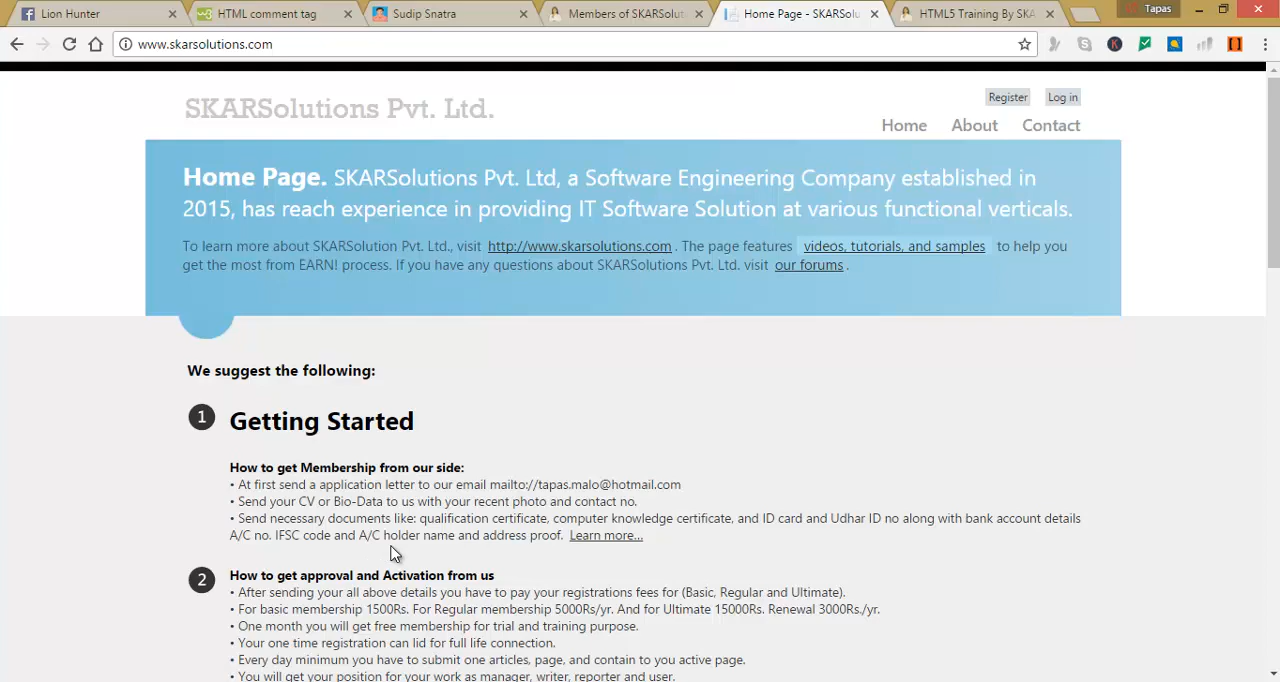 Lion Hunter
HTML comment tag
Sudip Snatra
Members of SKARSolut
Home Page - SKARSolu
HTML5 Training By SKA
Tapas
www.skarsolutions.com
SKARSolutions Pvt. Ltd.
Register Log in
Home About Contact
Home Page. SKARSolutions Pvt. Ltd, a Software Engineering Company established in
2015, has reach experience in providing IT Software Solution at various functional verticals.
To learn more about SKARSolution Pvt. Ltd., visit http://www.skarsolutions.com . The page features videos, tutorials, and samples to help you
get the most from EARN! process. If you have any questions about SKARSolutions Pvt. Ltd. visit our forums .
We suggest the following:
1 Getting Started
How to get Membership from our side:
• At first send a application letter to our email mailto://tapas.malo@hotmail.com
• Send your CV or Bio-Data to us with your recent photo and contact no.
• Send necessary documents like: qualification certificate, computer knowledge certificate, and ID card and Udhar ID no along with bank account details
A/C no. IFSC code and A/C holder name and address proof. Learn more...
2 How to get approval and Activation from us
• After sending your all above details you have to pay your registrations fees for (Basic, Regular and Ultimate).
• For basic membership 1500Rs. For Regular membership 5000Rs/yr. And for Ultimate 15000Rs. Renewal 3000Rs./yr.
• One month you will get free membership for trial and training purpose.
• Your one time registration can lid for full life connection.
• Every day minimum you have to submit one articles, page, and contain to you active page.
• You will get your position for your work as manager, writer, reporter and user.